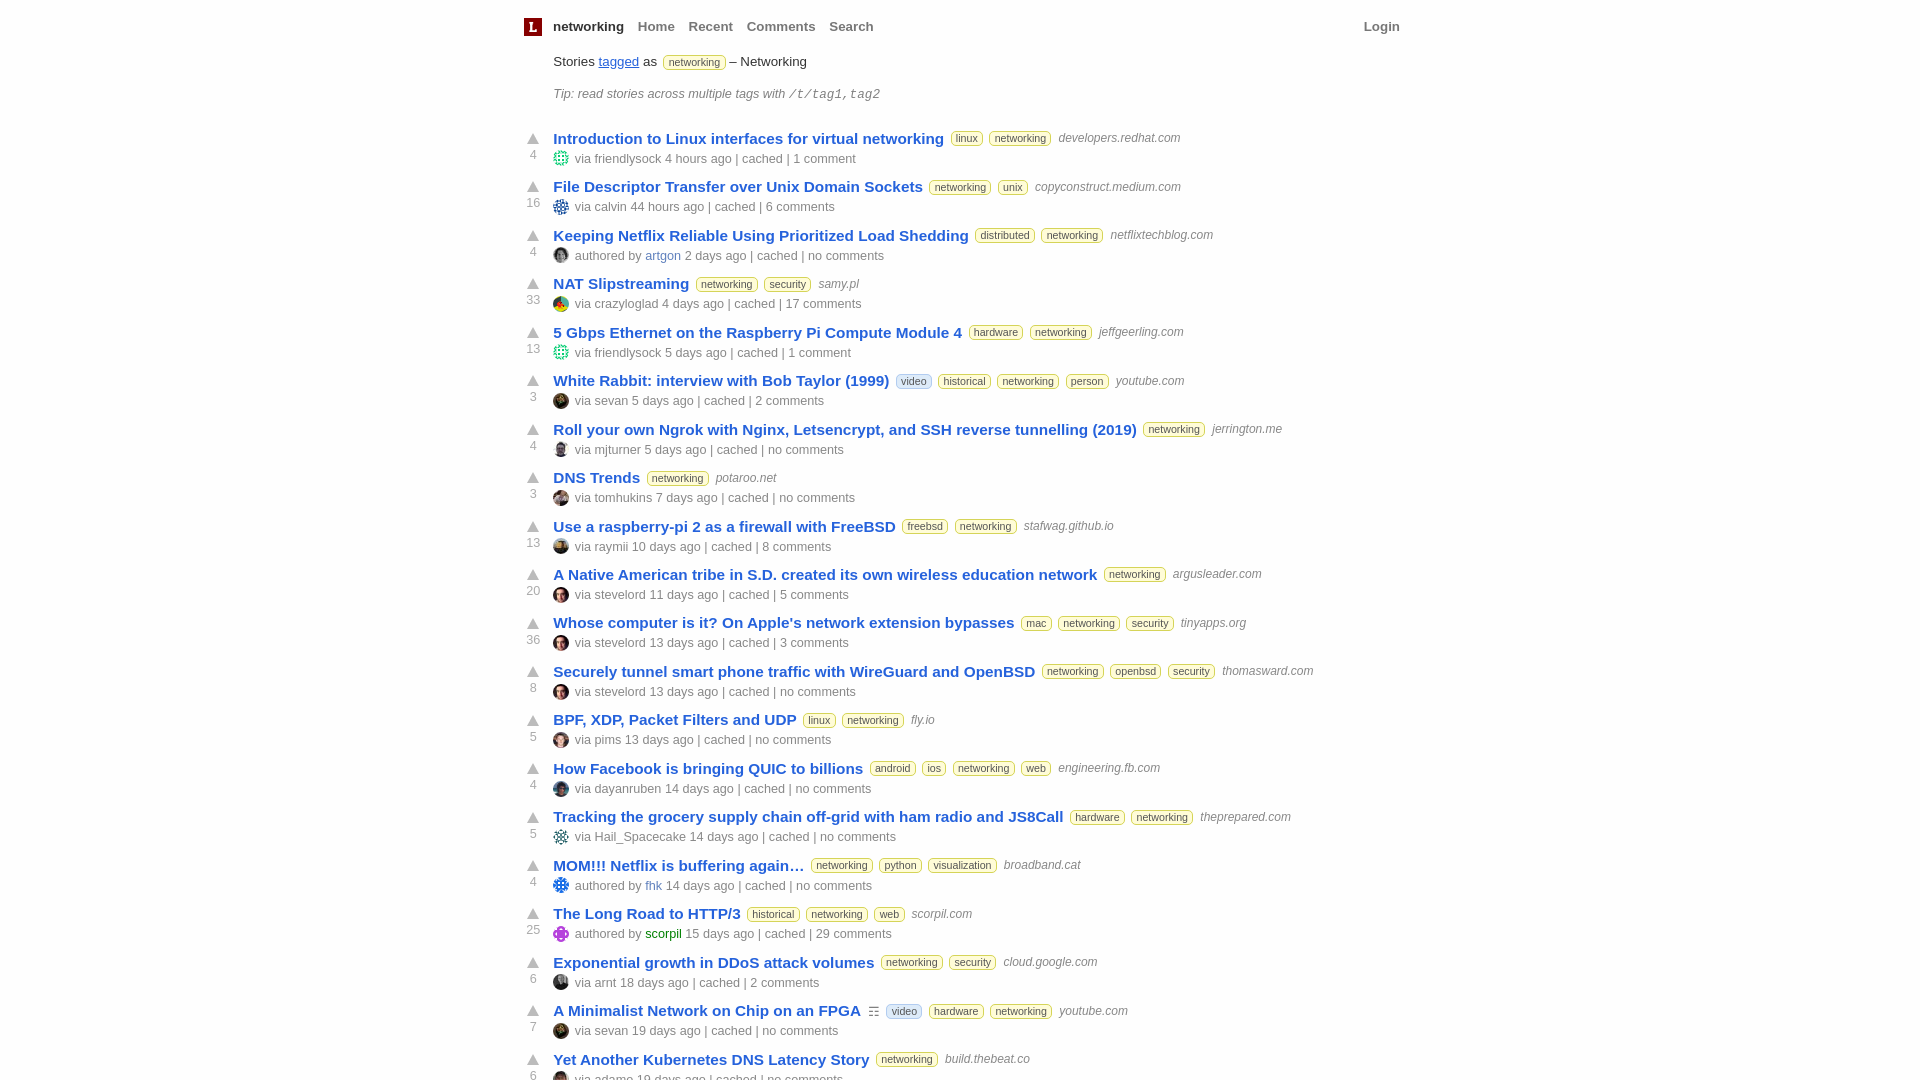 L networking Home Recent Comments Search Login
Stories tagged as networking – Networking
Tip: read stories across multiple tags with /t/tag1,tag2
Introduction to Linux interfaces for virtual networking linux networking developers.redhat.com
4 via friendlysock 4 hours ago | cached | 1 comment
File Descriptor Transfer over Unix Domain Sockets networking unix copyconstruct.medium.com
16 via calvin 44 hours ago | cached | 6 comments
Keeping Netflix Reliable Using Prioritized Load Shedding distributed networking netflixtechblog.com
4 authored by artgon 2 days ago | cached | no comments
NAT Slipstreaming networking security samy.pl
33 via crazyloglad 4 days ago | cached | 17 comments
5 Gbps Ethernet on the Raspberry Pi Compute Module 4 hardware networking jeffgeerling.com
13 via friendlysock 5 days ago | cached | 1 comment
White Rabbit: interview with Bob Taylor (1999) video historical networking person youtube.com
3 via sevan 5 days ago | cached | 2 comments
Roll your own Ngrok with Nginx, Letsencrypt, and SSH reverse tunnelling (2019) networking jerrington.me
4 via mjturner 5 days ago | cached | no comments
DNS Trends networking potaroo.net
3 via tomhukins 7 days ago | cached | no comments
Use a raspberry-pi 2 as a firewall with FreeBSD freebsd networking stafwag.github.io
13 via raymii 10 days ago | cached | 8 comments
A Native American tribe in S.D. created its own wireless education network networking argusleader.com
20 via stevelord 11 days ago | cached | 5 comments
Whose computer is it? On Apple's network extension bypasses mac networking security tinyapps.org
36 via stevelord 13 days ago | cached | 3 comments
Securely tunnel smart phone traffic with WireGuard and OpenBSD networking openbsd security thomasward.com
8 via stevelord 13 days ago | cached | no comments
BPF, XDP, Packet Filters and UDP linux networking fly.io
5 via pims 13 days ago | cached | no comments
How Facebook is bringing QUIC to billions android ios networking web engineering.fb.com
4 via dayanruben 14 days ago | cached | no comments
Tracking the grocery supply chain off-grid with ham radio and JS8Call hardware networking theprepared.com
5 via Hail_Spacecake 14 days ago | cached | no comments
MOM!!! Netflix is buffering again… networking python visualization broadband.cat
4 authored by fhk 14 days ago | cached | no comments
The Long Road to HTTP/3 historical networking web scorpil.com
25 authored by scorpil 15 days ago | cached | 29 comments
Exponential growth in DDoS attack volumes networking security cloud.google.com
6 via arnt 18 days ago | cached | 2 comments
A Minimalist Network on Chip on an FPGA ☶ video hardware networking youtube.com
7 via sevan 19 days ago | cached | no comments
Yet Another Kubernetes DNS Latency Story networking build.thebeat.co
6 via adamo 19 days ago | cached | no comments